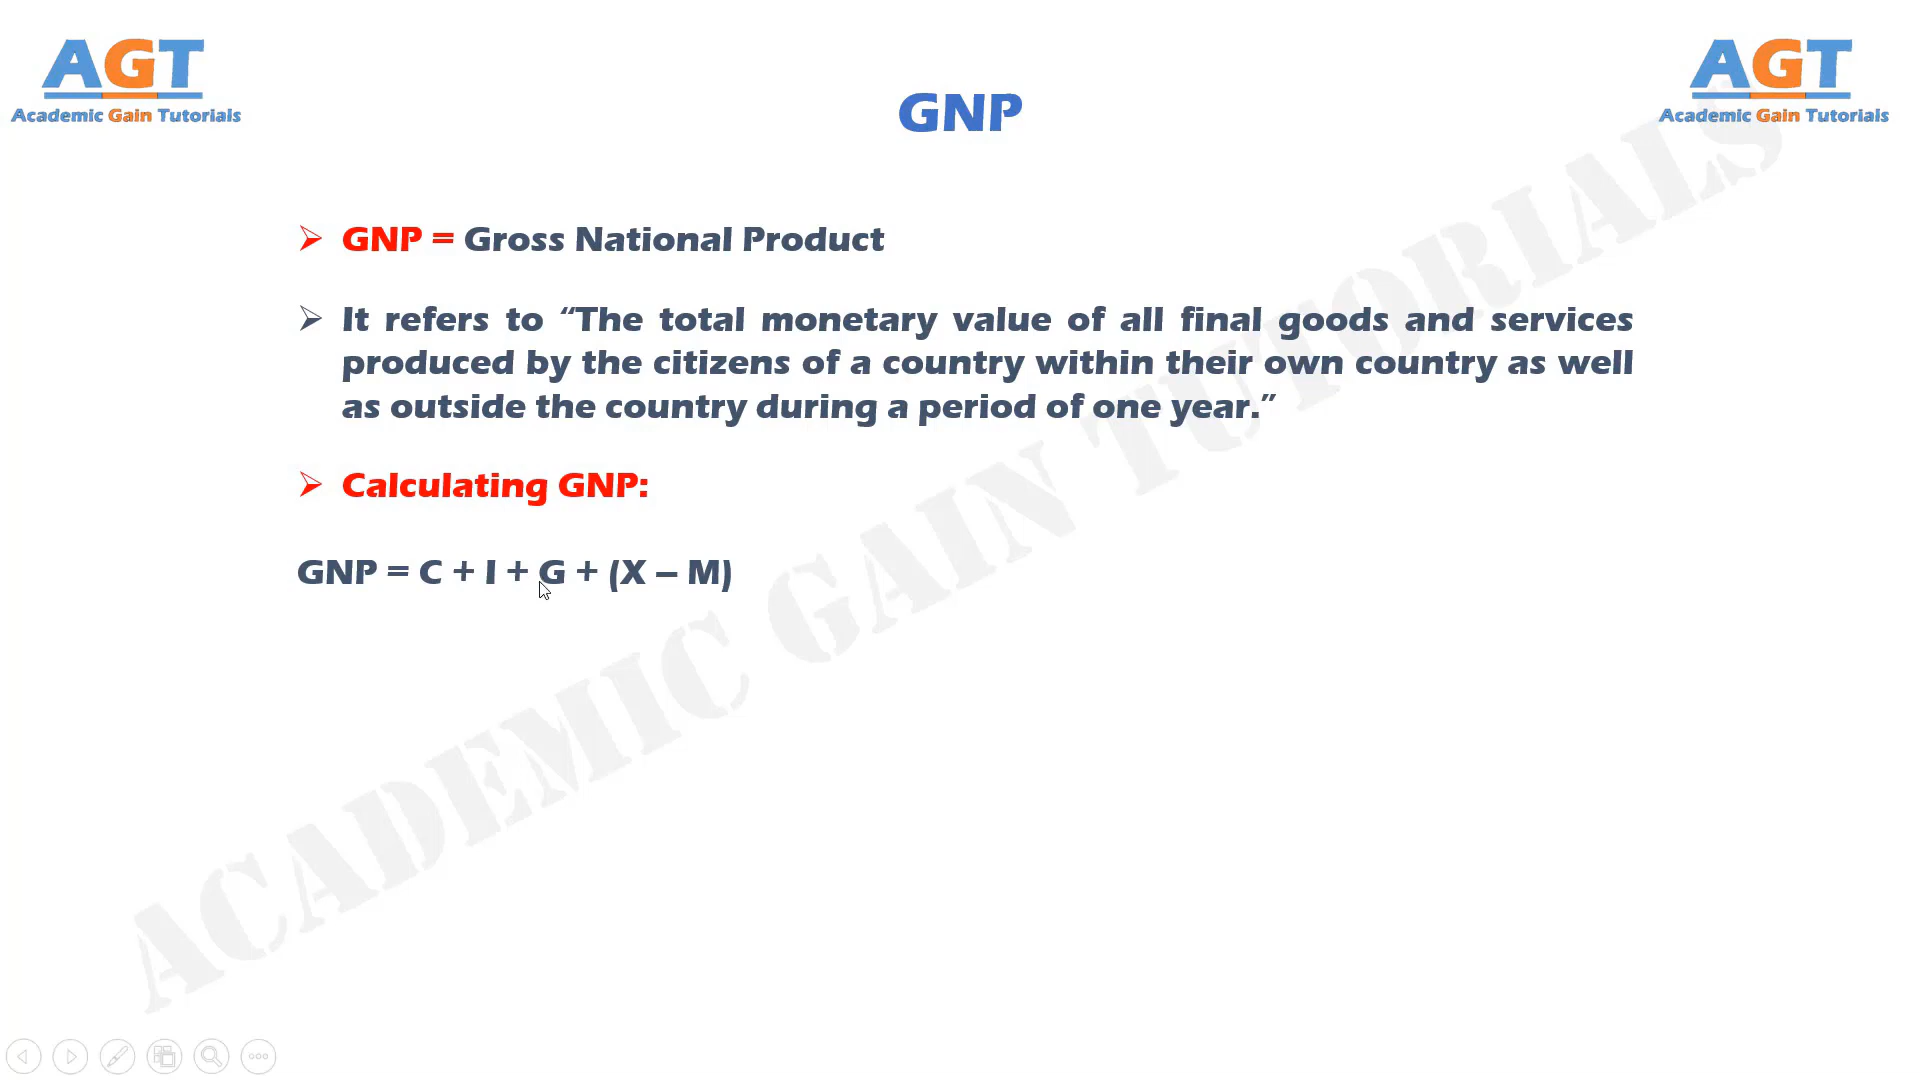 AGT
Academic Gain Tutorials
AGT
Academic Gain Tutorials
GNP
GNP = Gross National Product
It refers to “The total monetary value of all final goods and services
produced by the citizens of a country within their own country as well
as outside the country during a period of one year.”
Calculating GNP:
GNP = C + I + G + (X – M)
ACADEMIC GAIN TUTORIALS